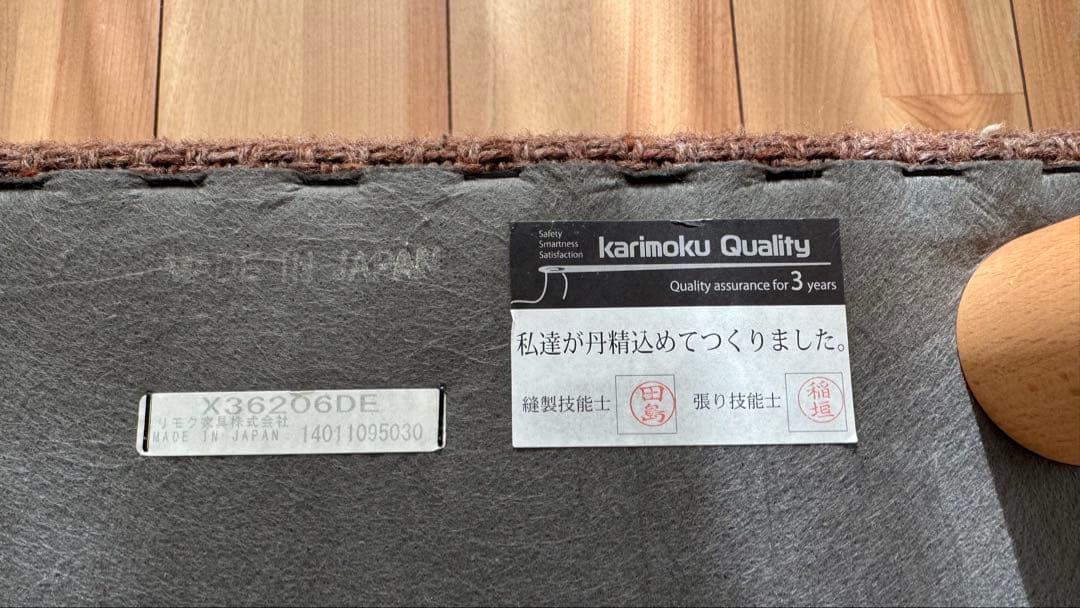 MADE IN JAPAN
X36206DE
リモク家具株式会社
MADE IN JAPAN 14011095030
Safety
Smartness
Satisfaction
karimoku Quality
Quality assurance for 3 years
私達が丹精込めてつくりました。
縫製技能士 田島 張り技能士 稲垣